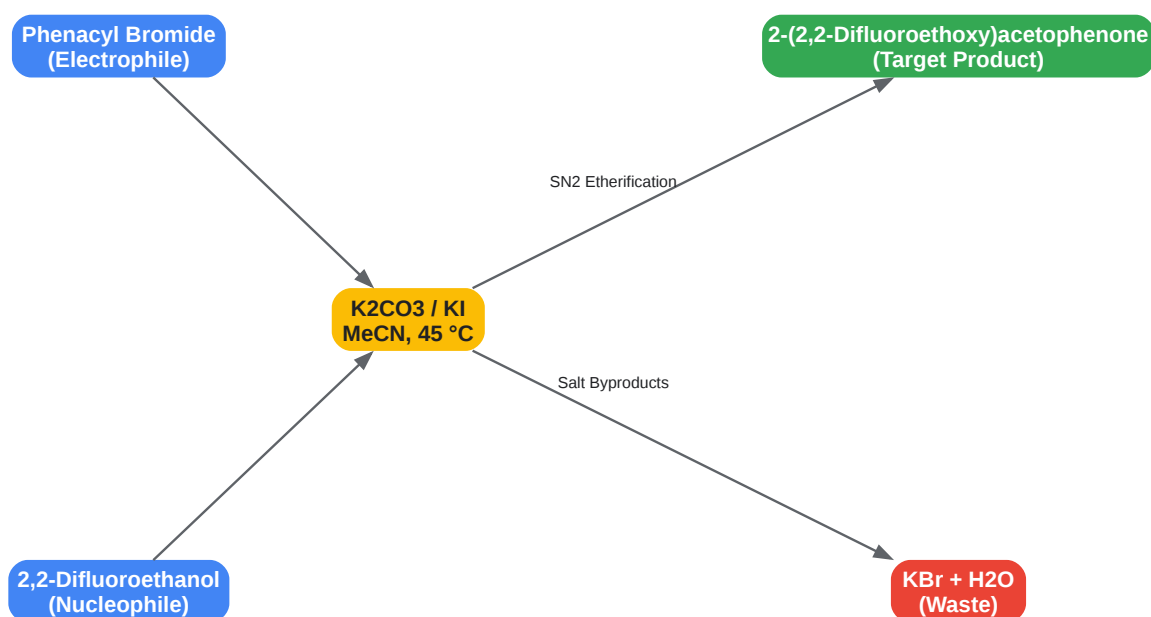 Phenacyl Bromide
(Electrophile)
2-(2,2-Difluoroethoxy)acetophenone
(Target Product)
SN2 Etherification
K2CO3 / KI
MeCN, 45 °C
Salt Byproducts
2,2-Difluoroethanol
(Nucleophile)
KBr + H2O
(Waste)